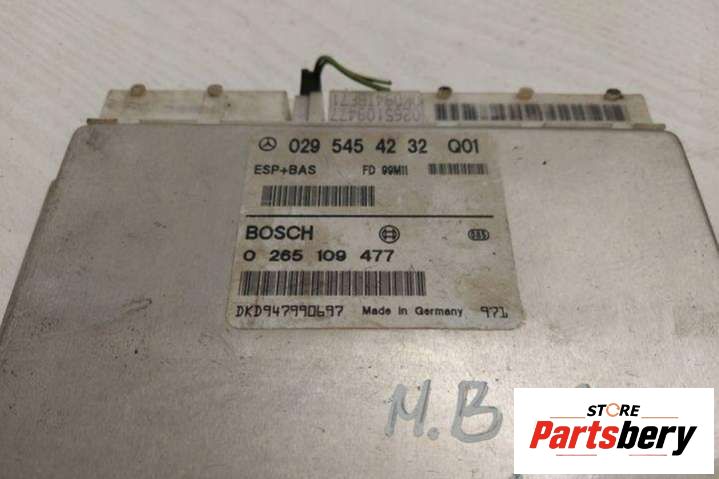 0265109477
029 545 42 32 Q01
ESP+BAS FD 99M11
BOSCH
0 265 109 477
DKD947990697 Made in Germany 971
M.B
STORE
Partsbery